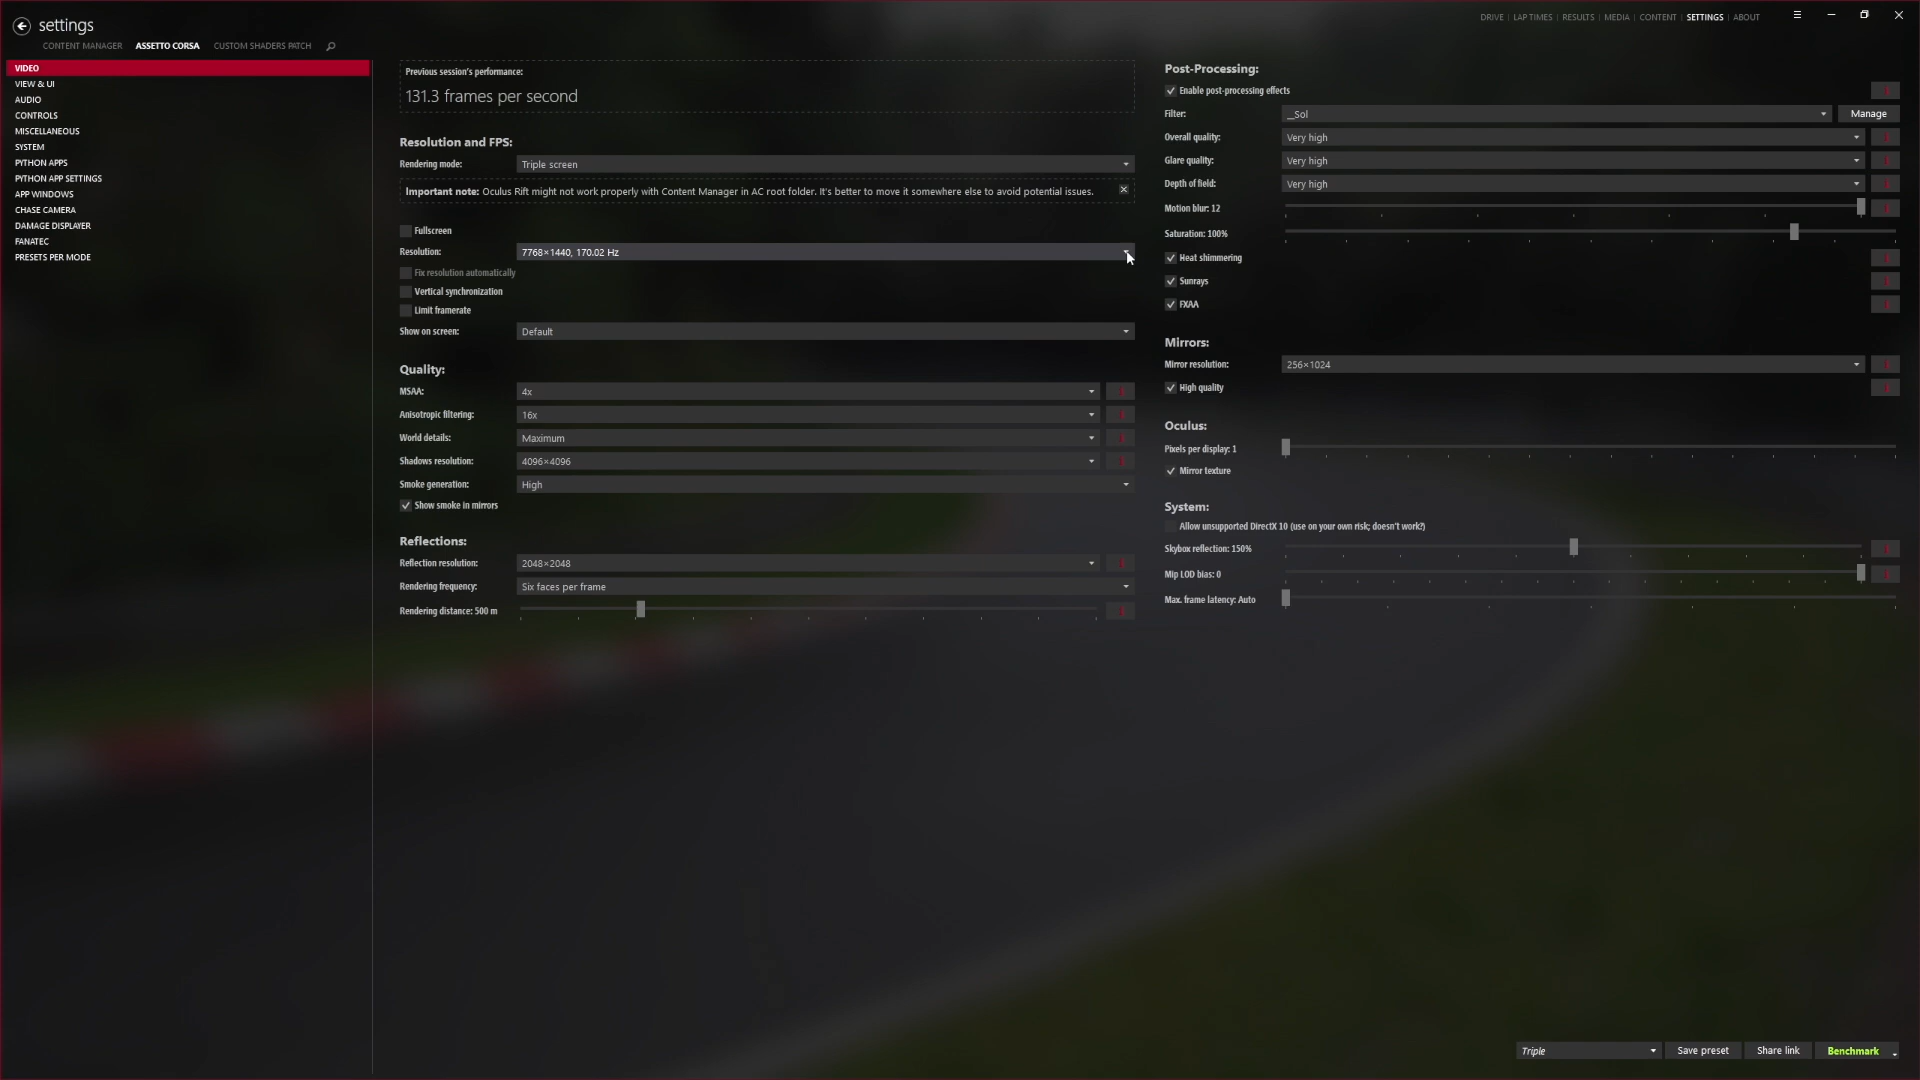 settings
DRIVE | LAP TIMES | RESULTS | MEDIA | CONTENT | SETTINGS | ABOUT
CONTENT MANAGER
ASSETTO CORSA
CUSTOM SHADERS PATCH
VIDEO
VIEW & UI
AUDIO
CONTROLS
MISCELLANEOUS
SYSTEM
PYTHON APPS
PYTHON APP SETTINGS
APP WINDOWS
CHASE CAMERA
DAMAGE DISPLAYER
FANATEC
PRESETS PER MODE
Previous session's performance:
131.3 frames per second
Resolution and FPS:
Rendering mode: Triple screen
Important note: Oculus Rift might not work properly with Content Manager in AC root folder. It's better to move it somewhere else to avoid potential issues.
Fullscreen
Resolution: 7768×1440, 170.02 Hz
Fix resolution automatically
Vertical synchronization
Limit framerate
Show on screen: Default
Quality:
MSAA: 4x
Anisotropic filtering: 16x
World details: Maximum
Shadows resolution: 4096×4096
Smoke generation: High
Show smoke in mirrors
Reflections:
Reflection resolution: 2048×2048
Rendering frequency: Six faces per frame
Rendering distance: 500 m
Post-Processing:
Enable post-processing effects
Filter: __Sol Manage
Overall quality: Very high
Glare quality: Very high
Depth of field: Very high
Motion blur: 12
Saturation: 100%
Heat shimmering
Sunrays
FXAA
Mirrors:
Mirror resolution: 256×1024
High quality
Oculus:
Pixels per display: 1
Mirror texture
System:
Allow unsupported DirectX 10 (use on your own risk; doesn't work?)
Skybox reflection: 150%
Mip LOD bias: 0
Max. frame latency: Auto
Triple
Save preset
Share link
Benchmark